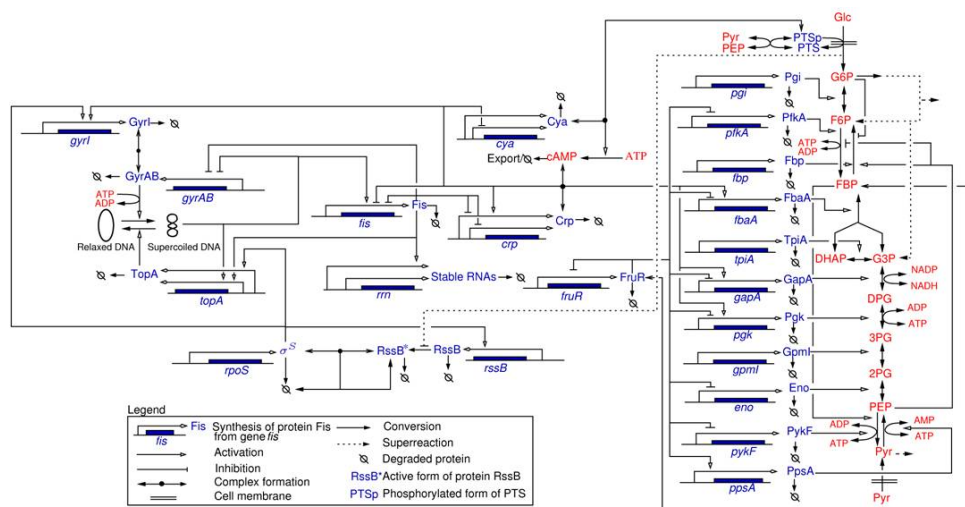 Glc
Pyr
PEP
PTSp
PTS
Pgi
G6P
pgi
GyrI
gyrI
Cya
cya
PfkA
F6P
pfkA
ATP
ADP
Export/
cAMP
ATP
Fbp
fbp
FBP
GyrAB
gyrAB
ATP
ADP
Relaxed DNA
Supercoiled DNA
Fis
fis
Crp
crp
FbaA
fbaA
TpiA
tpiA
DHAP
G3P
TopA
topA
Stable RNAs
rrn
FruR
fruR
GapA
gapA
NADP
NADH
DPG
Pgk
pgk
ADP
ATP
3PG
σS
rpoS
RssB*
RssB
rssB
GpmI
gpmI
2PG
Eno
eno
PEP
ADP
ATP
AMP
ATP
PykF
pykF
Pyr
PpsA
ppsA
Pyr
Legend
Fis Synthesis of protein Fis
from gene fis
fis
Activation
Inhibition
Complex formation
Cell membrane
Conversion
Superreaction
Degraded protein
RssB* Active form of protein RssB
PTSp Phosphorylated form of PTS